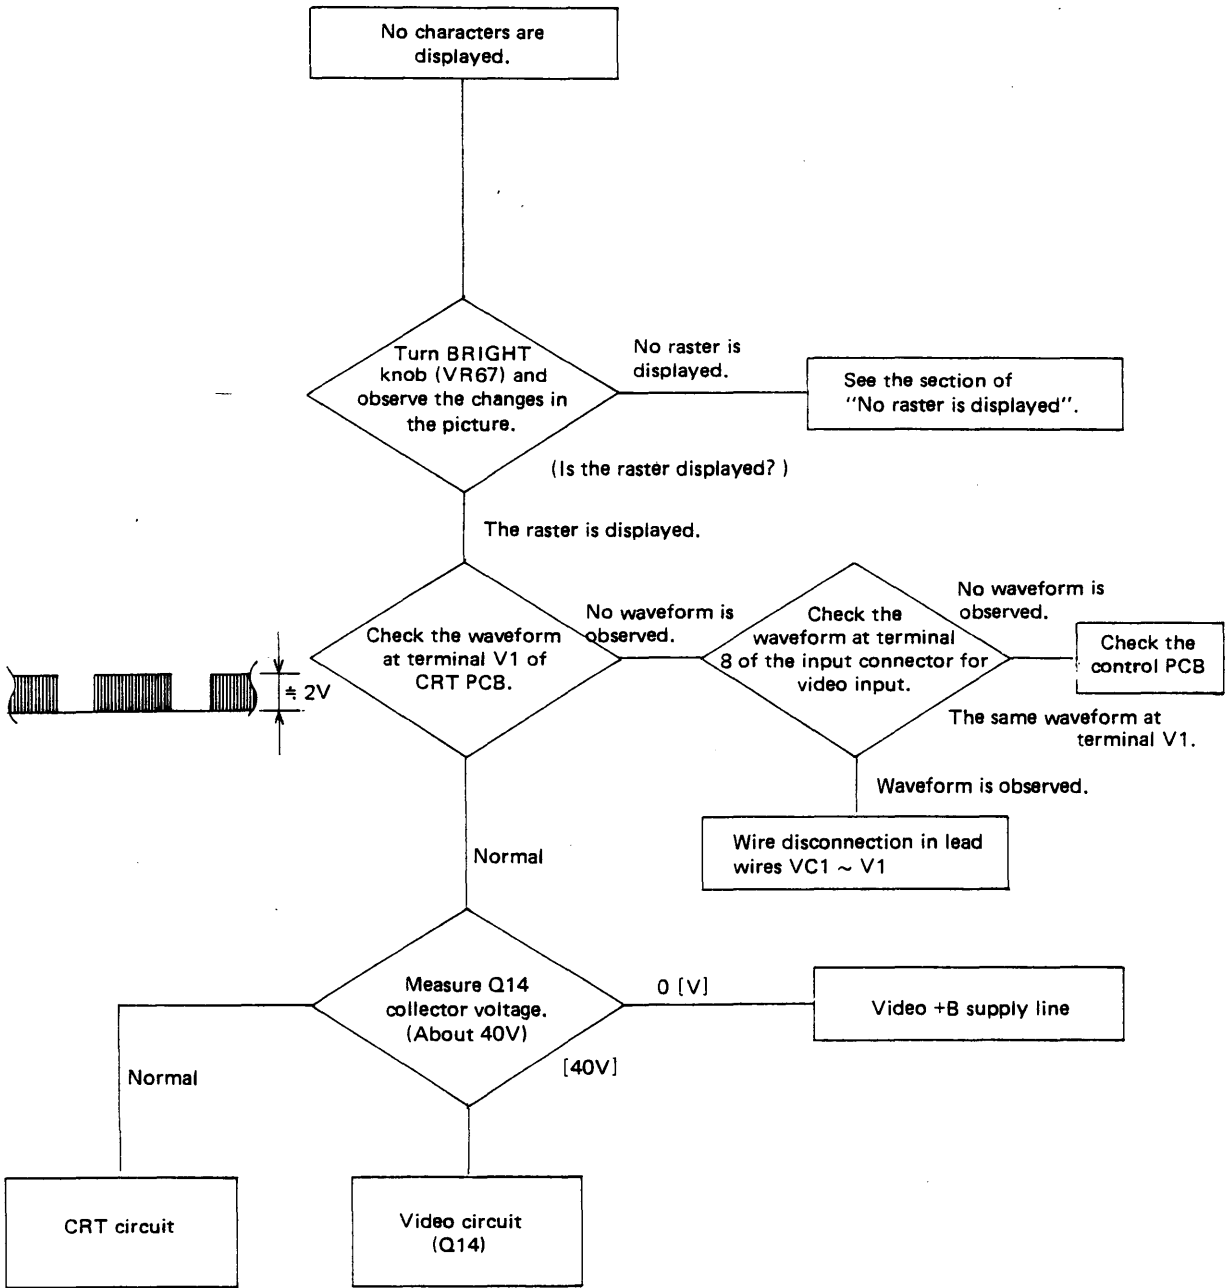 No characters are
displayed.
Turn BRIGHT
knob (VR67) and
observe the changes in
the picture.
No raster is
displayed.
See the section of
"No raster is displayed".
(Is the raster displayed? )
The raster is displayed.
Check the waveform
at terminal V1 of
CRT PCB.
≒ 2V
No waveform is
observed.
Check the
waveform at terminal
8 of the input connector for
video input.
No waveform is
observed.
Check the
control PCB
The same waveform at
terminal V1.
Waveform is observed.
Wire disconnection in lead
wires VC1 ~ V1
Normal
Measure Q14
collector voltage.
(About 40V)
0 [V]
Video +B supply line
[40V]
Normal
CRT circuit
Video circuit
(Q14)